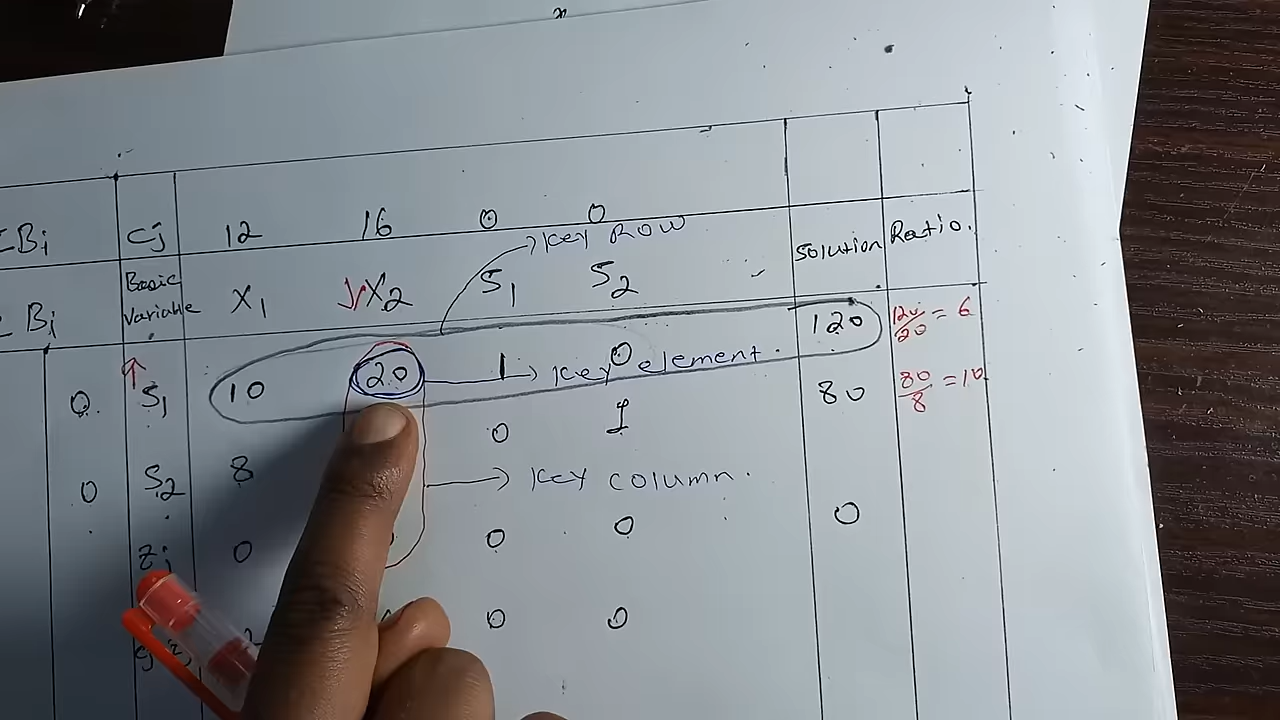 CBi Cj 12 16 0 0
→ Key Row
Basic Variable X1 X2 S1 S2 Solution Ratio.
Bi
0. S1 10 20 1 0 120 120/20 = 6
→ Key element.
0 S2 8 0 1 80 80/8 = 10
→ Key column.
Zj 0 0 0 0
0 0